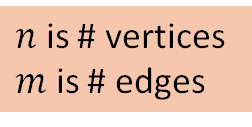 n is # vertices
m is # edges